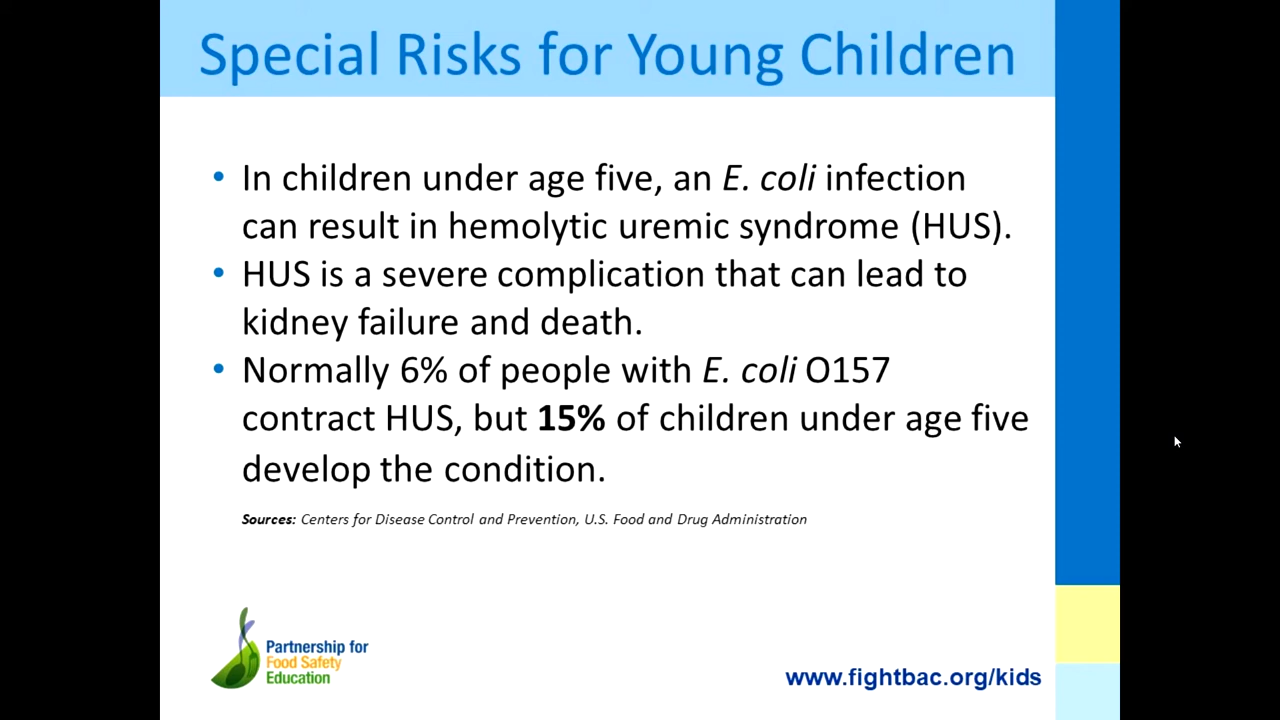 Special Risks for Young Children
• In children under age five, an E. coli infection
can result in hemolytic uremic syndrome (HUS).
• HUS is a severe complication that can lead to
kidney failure and death.
• Normally 6% of people with E. coli O157
contract HUS, but 15% of children under age five
develop the condition.
Sources: Centers for Disease Control and Prevention, U.S. Food and Drug Administration
Partnership for
Food Safety
Education
www.fightbac.org/kids